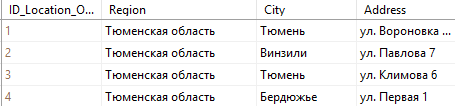 ID_Location_O... Region City Address
1 Тюменская область Тюмень ул. Вороновка ...
2 Тюменская область Винзили ул. Павлова 7
3 Тюменская область Тюмень ул. Климова 6
4 Тюменская область Бердюжье ул. Первая 1